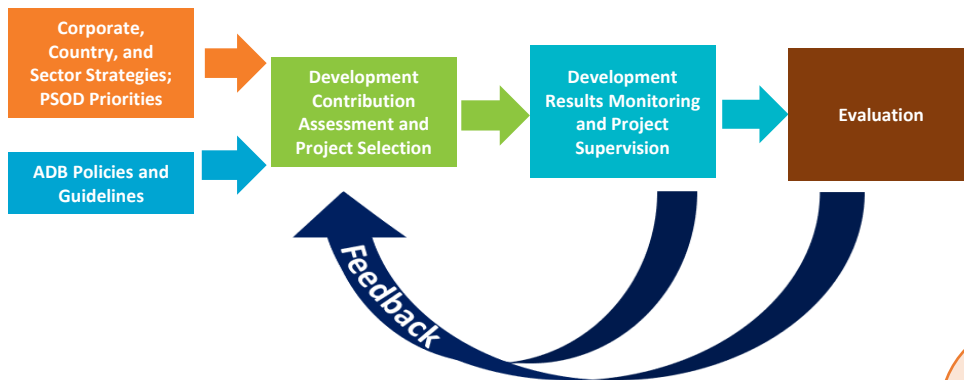 Corporate,
Country, and
Sector Strategies;
PSOD Priorities
ADB Policies and
Guidelines
Development
Contribution
Assessment and
Project Selection
Development
Results Monitoring
and Project
Supervision
Evaluation
Feedback